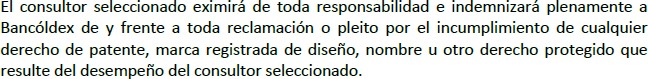 El consultor seleccionado eximirá de toda responsabilidad e indemnizará plenamente a
Bancóldex de y frente a toda reclamación o pleito por el incumplimiento de cualquier
derecho de patente, marca registrada de diseño, nombre u otro derecho protegido que
resulte del desempeño del consultor seleccionado.